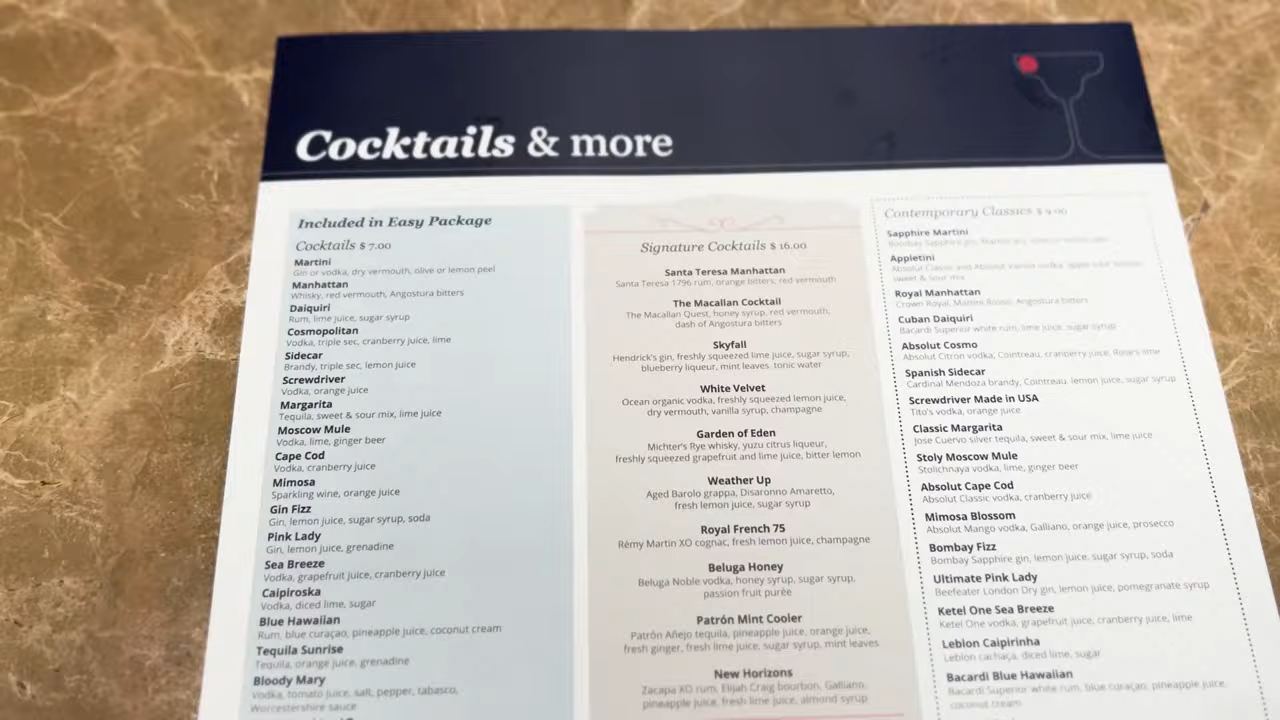 Cocktails & more
Included in Easy Package
Cocktails $ 7.00
Martini
Gin or vodka, dry vermouth, olive or lemon peel
Manhattan
Whisky, red vermouth, Angostura bitters
Daiquiri
Rum, lime juice, sugar syrup
Cosmopolitan
Vodka, triple sec, cranberry juice, lime
Sidecar
Brandy, triple sec, lemon juice
Screwdriver
Vodka, orange juice
Margarita
Tequila, sweet & sour mix, lime juice
Moscow Mule
Vodka, lime, ginger beer
Cape Cod
Vodka, cranberry juice
Mimosa
Sparkling wine, orange juice
Gin Fizz
Gin, lemon juice, sugar syrup, soda
Pink Lady
Gin, lemon juice, grenadine
Sea Breeze
Vodka, grapefruit juice, cranberry juice
Caipiroska
Vodka, diced lime, sugar
Blue Hawaiian
Rum, blue curaçao, pineapple juice, coconut cream
Tequila Sunrise
Tequila, orange juice, grenadine
Bloody Mary
Vodka, tomato juice, salt, pepper, tabasco,
Worcestershire sauce
Signature Cocktails $ 16.00
Santa Teresa Manhattan
Santa Teresa 1796 rum, orange bitters, red vermouth
The Macallan Cocktail
The Macallan Quest, honey syrup, red vermouth,
dash of Angostura bitters
Skyfall
Hendrick's gin, freshly squeezed lime juice, sugar syrup,
blueberry liqueur, mint leaves, tonic water
White Velvet
Ocean organic vodka, freshly squeezed lemon juice,
dry vermouth, vanilla syrup, champagne
Garden of Eden
Michter's Rye whisky, yuzu citrus liqueur,
freshly squeezed grapefruit and lime juice, bitter lemon
Weather Up
Aged Barolo grappa, Disaronno Amaretto,
fresh lemon juice, sugar syrup
Royal French 75
Rémy Martin XO cognac, fresh lemon juice, champagne
Beluga Honey
Beluga Noble vodka, honey syrup, sugar syrup,
passion fruit purée
Patrón Mint Cooler
Patrón Añejo tequila, pineapple juice, orange juice,
fresh ginger, fresh lime juice, sugar syrup, mint leaves
New Horizons
Zacapa XO rum, Elijah Craig bourbon, Galliano,
pineapple juice, fresh lime juice, almond syrup
Contemporary Classics $ 9.00
Sapphire Martini
Bombay Sapphire gin, Martini
Appletini
Absolut Classic and Absolut Vanilla vodka, apple sour
sweet & sour mix
Royal Manhattan
Crown Royal, Martini Rosso, Angostura bitters
Cuban Daiquiri
Bacardi Superior white rum, lime juice, sugar syrup
Absolut Cosmo
Absolut Citron vodka, Cointreau, cranberry juice, Rose's lime
Spanish Sidecar
Cardinal Mendoza brandy, Cointreau, lemon juice, sugar syrup
Screwdriver Made in USA
Tito's vodka, orange juice
Classic Margarita
Jose Cuervo silver tequila, sweet & sour mix, lime juice
Stoly Moscow Mule
Stolichnaya vodka, lime, ginger beer
Absolut Cape Cod
Absolut Classic vodka, cranberry juice
Mimosa Blossom
Absolut Mango vodka, Galliano, orange juice, prosecco
Bombay Fizz
Bombay Sapphire gin, lemon juice, sugar syrup, soda
Ultimate Pink Lady
Beefeater London Dry gin, lemon juice, pomegranate syrup
Ketel One Sea Breeze
Ketel One vodka, grapefruit juice, cranberry juice, lime
Leblon Caipirinha
Leblon cachaça, diced lime, sugar
Bacardi Blue Hawaiian
Bacardi Superior white rum, blue curaçao, pineapple juice,
coconut cream